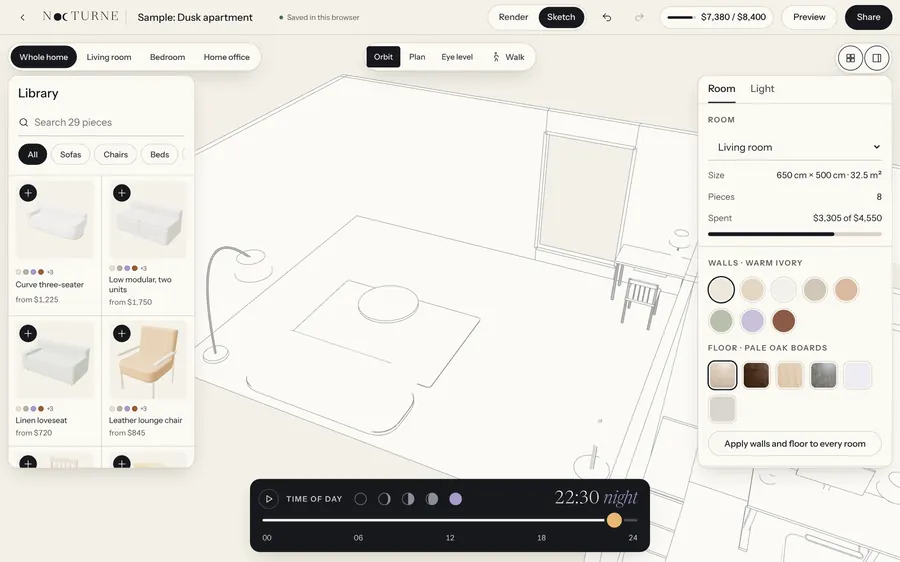 NOCTURNE
Sample: Dusk apartment
Saved in this browser
Render
Sketch
$7,380 / $8,400
Preview
Share
Whole home
Living room
Bedroom
Home office
Orbit
Plan
Eye level
Walk
Library
Search 29 pieces
All
Sofas
Chairs
Beds
+3
Curve three-seater
from $1,225
+3
Low modular, two
units
from $1,750
+3
Linen loveseat
from $720
+3
Leather lounge chair
from $845
Room
Light
ROOM
Living room
Size
650 cm × 500 cm · 32.5 m²
Pieces
8
Spent
$3,305 of $4,550
WALLS · WARM IVORY
FLOOR · PALE OAK BOARDS
Apply walls and floor to every room
TIME OF DAY
22:30 night
00
06
12
18
24